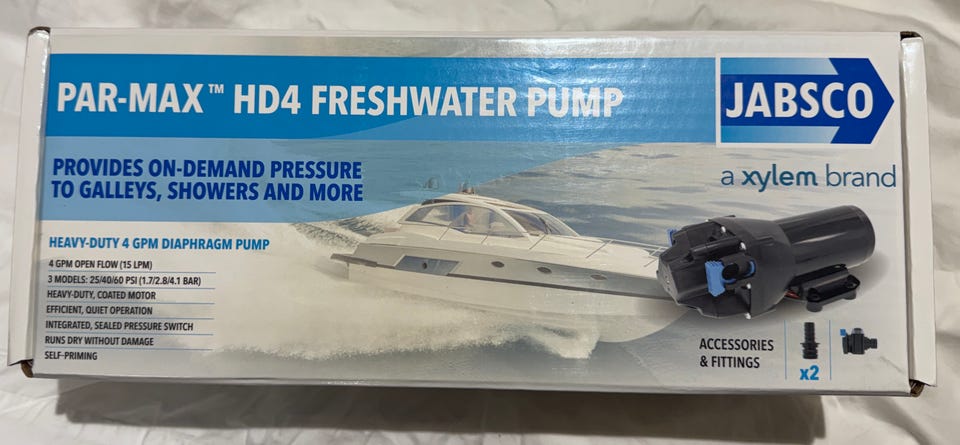 PAR-MAX™ HD4 FRESHWATER PUMP
JABSCO
a xylem brand
PROVIDES ON-DEMAND PRESSURE
TO GALLEYS, SHOWERS AND MORE
HEAVY-DUTY 4 GPM DIAPHRAGM PUMP
4 GPM OPEN FLOW (15 LPM)
3 MODELS: 25/40/60 PSI (1.7/2.8/4.1 BAR)
HEAVY-DUTY, COATED MOTOR
EFFICIENT, QUIET OPERATION
INTEGRATED, SEALED PRESSURE SWITCH
RUNS DRY WITHOUT DAMAGE
SELF-PRIMING
ACCESSORIES
& FITTINGS
x2